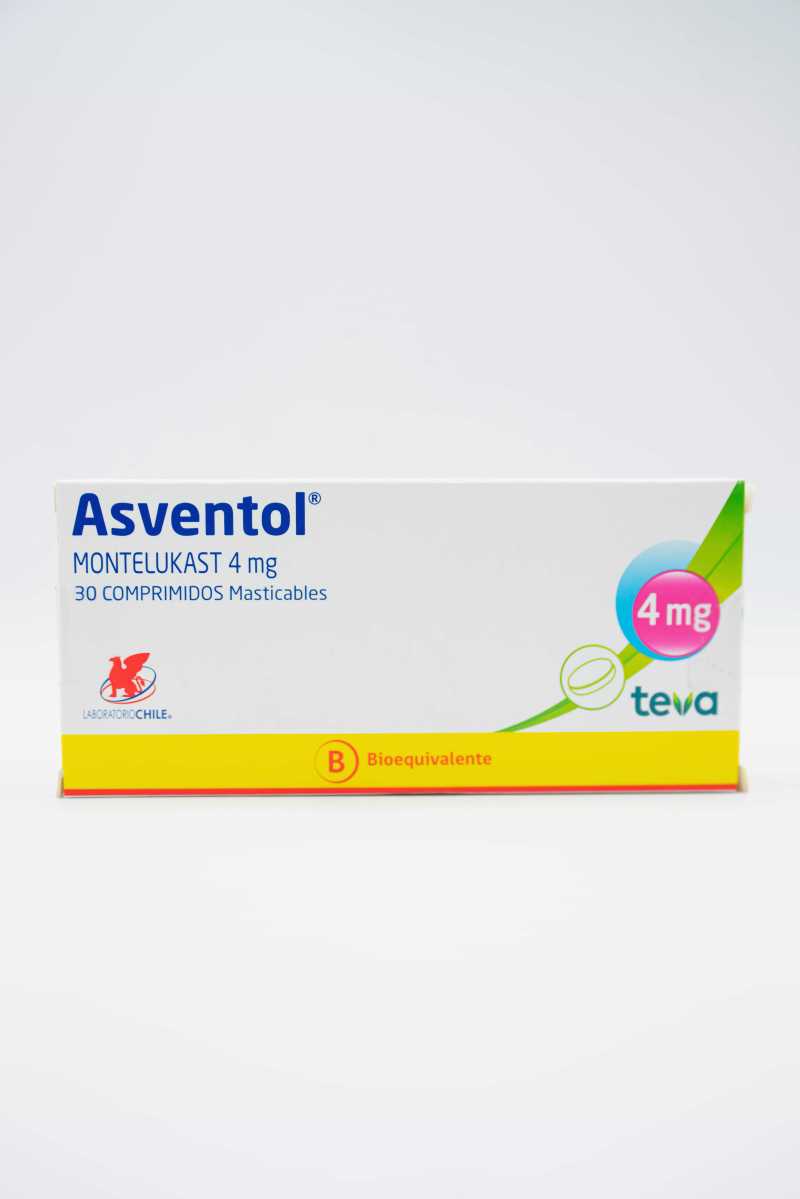 Asventol®
MONTELUKAST 4 mg
30 COMPRIMIDOS Masticables
4 mg
LABORATORIOCHILE®
teva
B Bioequivalente